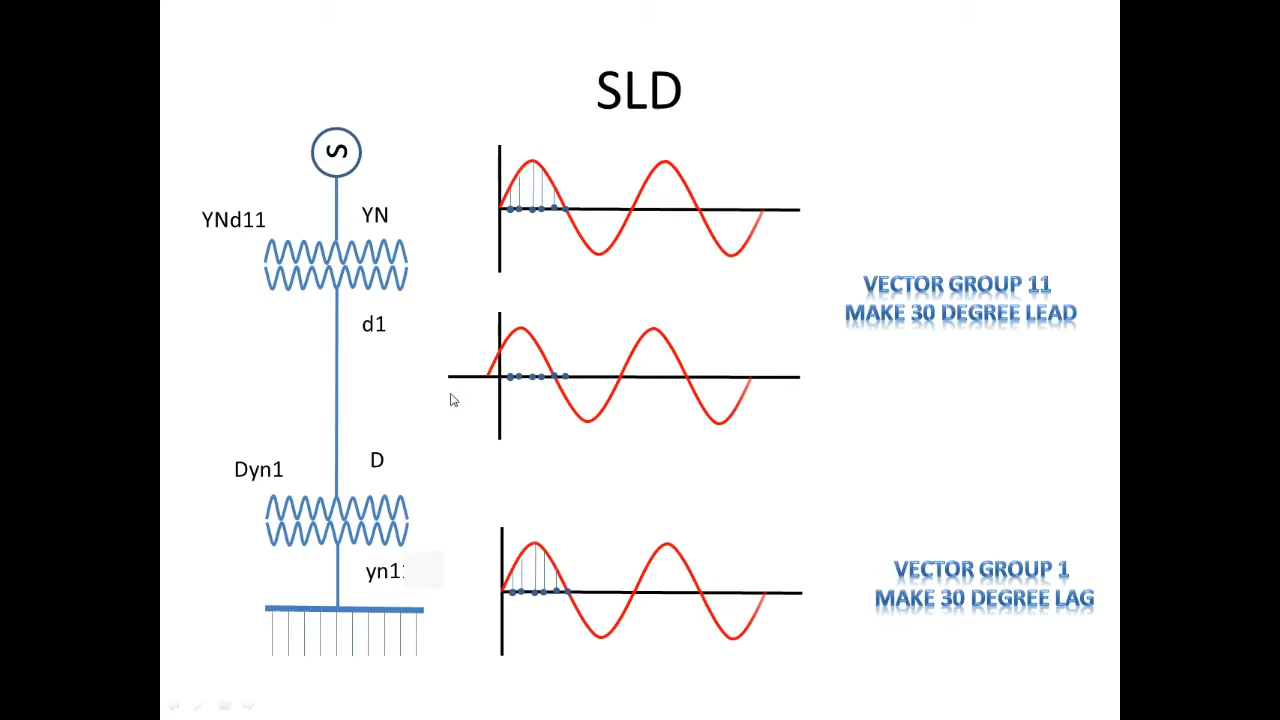 SLD
S
YNd11
YN
VECTOR GROUP 11
MAKE 30 DEGREE LEAD
d1
Dyn1
D
yn11
VECTOR GROUP 1
MAKE 30 DEGREE LAG